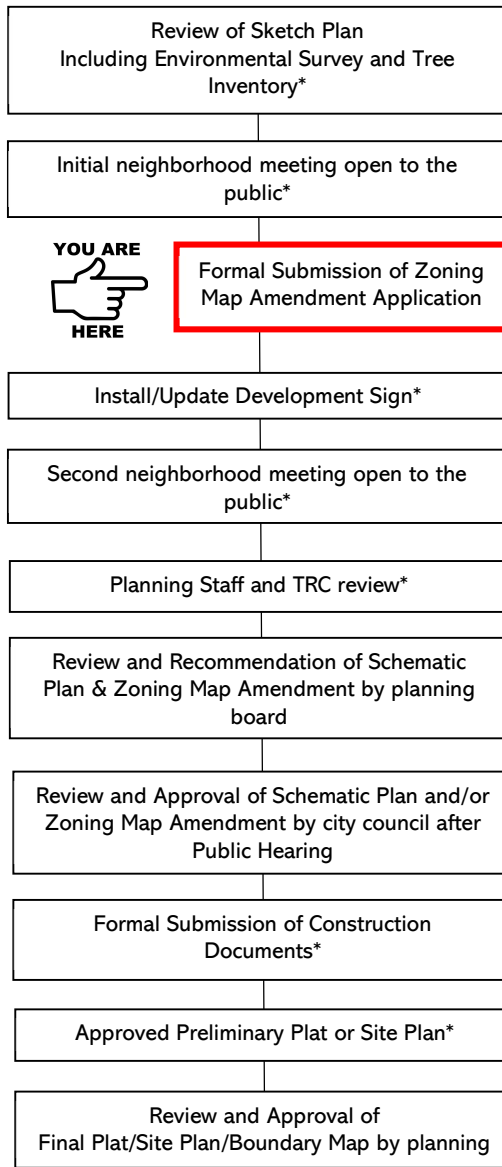 Review of Sketch Plan
Including Environmental Survey and Tree
Inventory*
Initial neighborhood meeting open to the
public*
YOU ARE
HERE
Formal Submission of Zoning
Map Amendment Application
Install/Update Development Sign*
Second neighborhood meeting open to the
public*
Planning Staff and TRC review*
Review and Recommendation of Schematic
Plan & Zoning Map Amendment by planning
board
Review and Approval of Schematic Plan and/or
Zoning Map Amendment by city council after
Public Hearing
Formal Submission of Construction
Documents*
Approved Preliminary Plat or Site Plan*
Review and Approval of
Final Plat/Site Plan/Boundary Map by planning